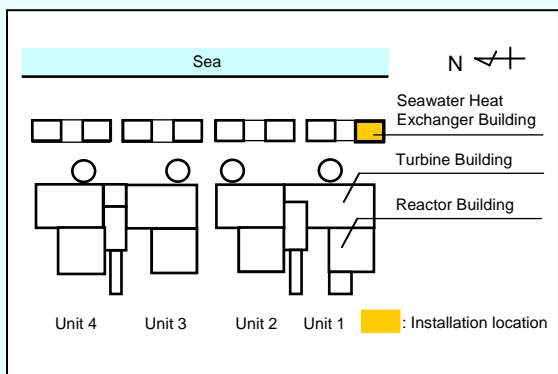 Sea
N
Seawater Heat
Exchanger Building
Turbine Building
Reactor Building
Unit 4
Unit 3
Unit 2
Unit 1
: Installation location